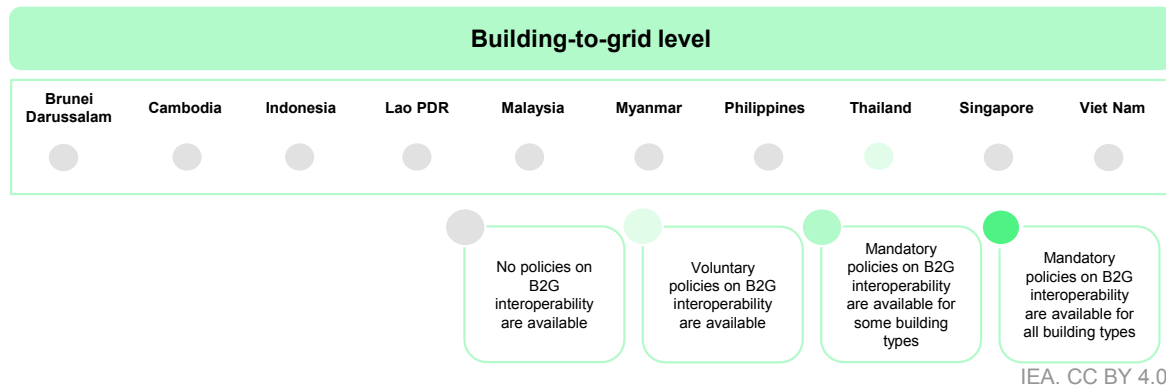 Building-to-grid level
Brunei
Darussalam
Cambodia
Indonesia
Lao PDR
Malaysia
Myanmar
Philippines
Thailand
Singapore
Viet Nam
No policies on
B2G
interoperability
are available
Voluntary
policies on B2G
interoperability
are available
Mandatory
policies on B2G
interoperability
are available for
some building
types
Mandatory
policies on B2G
interoperability
are available for
all building types
IEA. CC BY 4.0